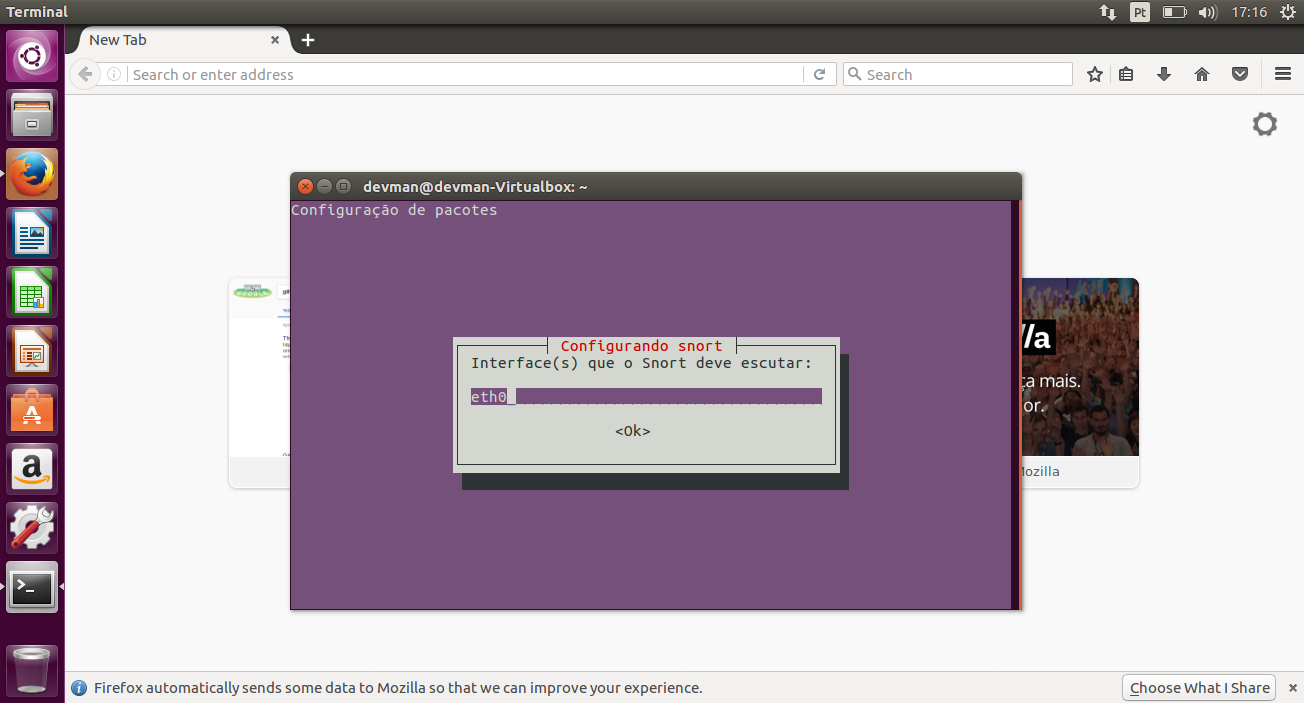 Terminal
Pt
17:16
New Tab
Search or enter address
Search
devman@devman-Virtualbox: ~
Configuração de pacotes
Configurando snort
Interface(s) que o Snort deve escutar:
eth0
<Ok>
lla
mais.
or.
Mozilla
Firefox automatically sends some data to Mozilla so that we can improve your experience.
Choose What I Share